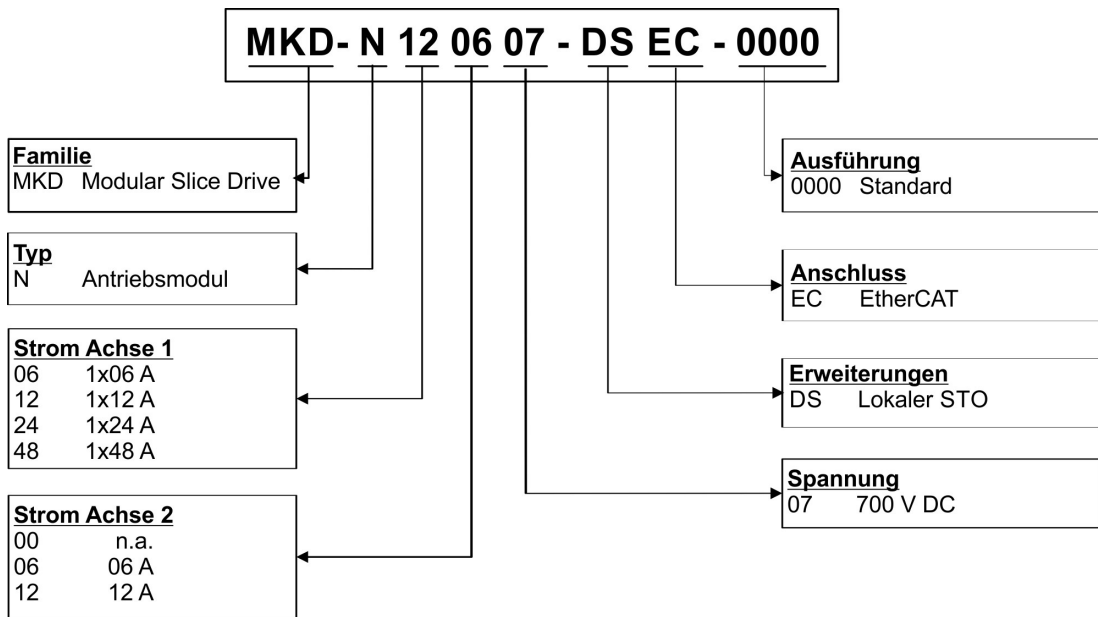 MKD- N 12 06 07 - DS EC - 0000
Familie
MKD Modular Slice Drive
Typ
N Antriebsmodul
Strom Achse 1
06 1x06 A
12 1x12 A
24 1x24 A
48 1x48 A
Strom Achse 2
00 n.a.
06 06 A
12 12 A
Ausführung
0000 Standard
Anschluss
EC EtherCAT
Erweiterungen
DS Lokaler STO
Spannung
07 700 V DC